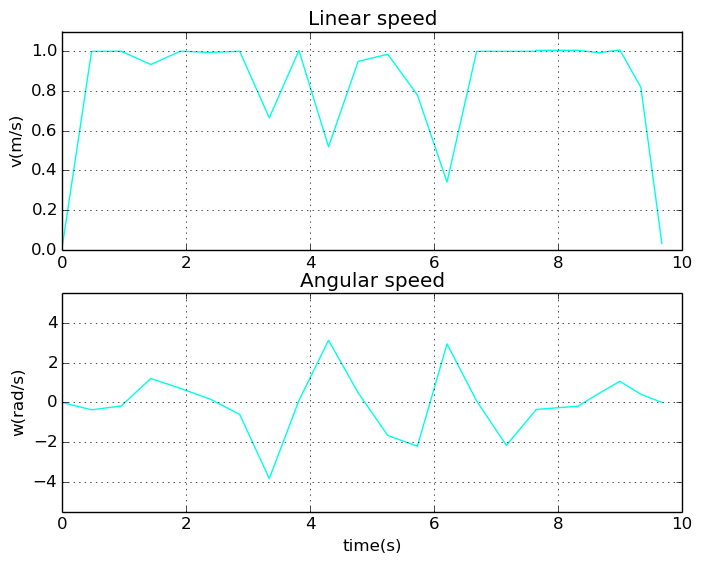 Linear speed
v(m/s)
1.0
0.8
0.6
0.4
0.2
0.0
0 2 4 6 8 10
Angular speed
w(rad/s)
4
2
0
−2
−4
0 2 4 6 8 10
time(s)